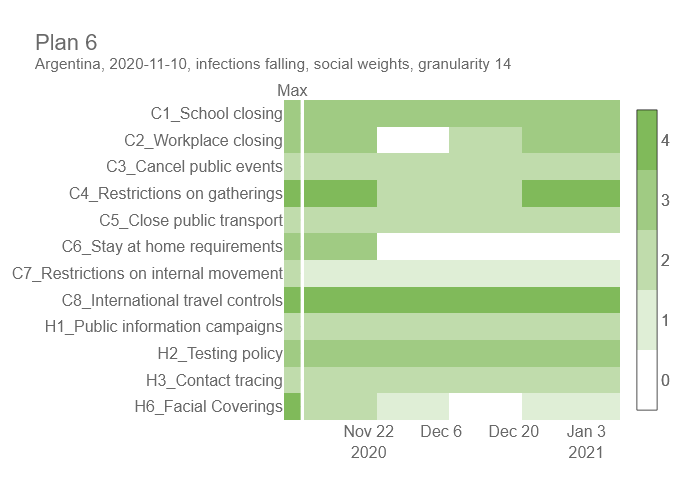 Plan 6
Argentina, 2020-11-10, infections falling, social weights, granularity 14
Max
C1_School closing
C2_Workplace closing
C3_Cancel public events
C4_Restrictions on gatherings
C5_Close public transport
C6_Stay at home requirements
C7_Restrictions on internal movement
C8_International travel controls
H1_Public information campaigns
H2_Testing policy
H3_Contact tracing
H6_Facial Coverings
4
3
2
1
0
Nov 22 Dec 6 Dec 20 Jan 3
2020 2021